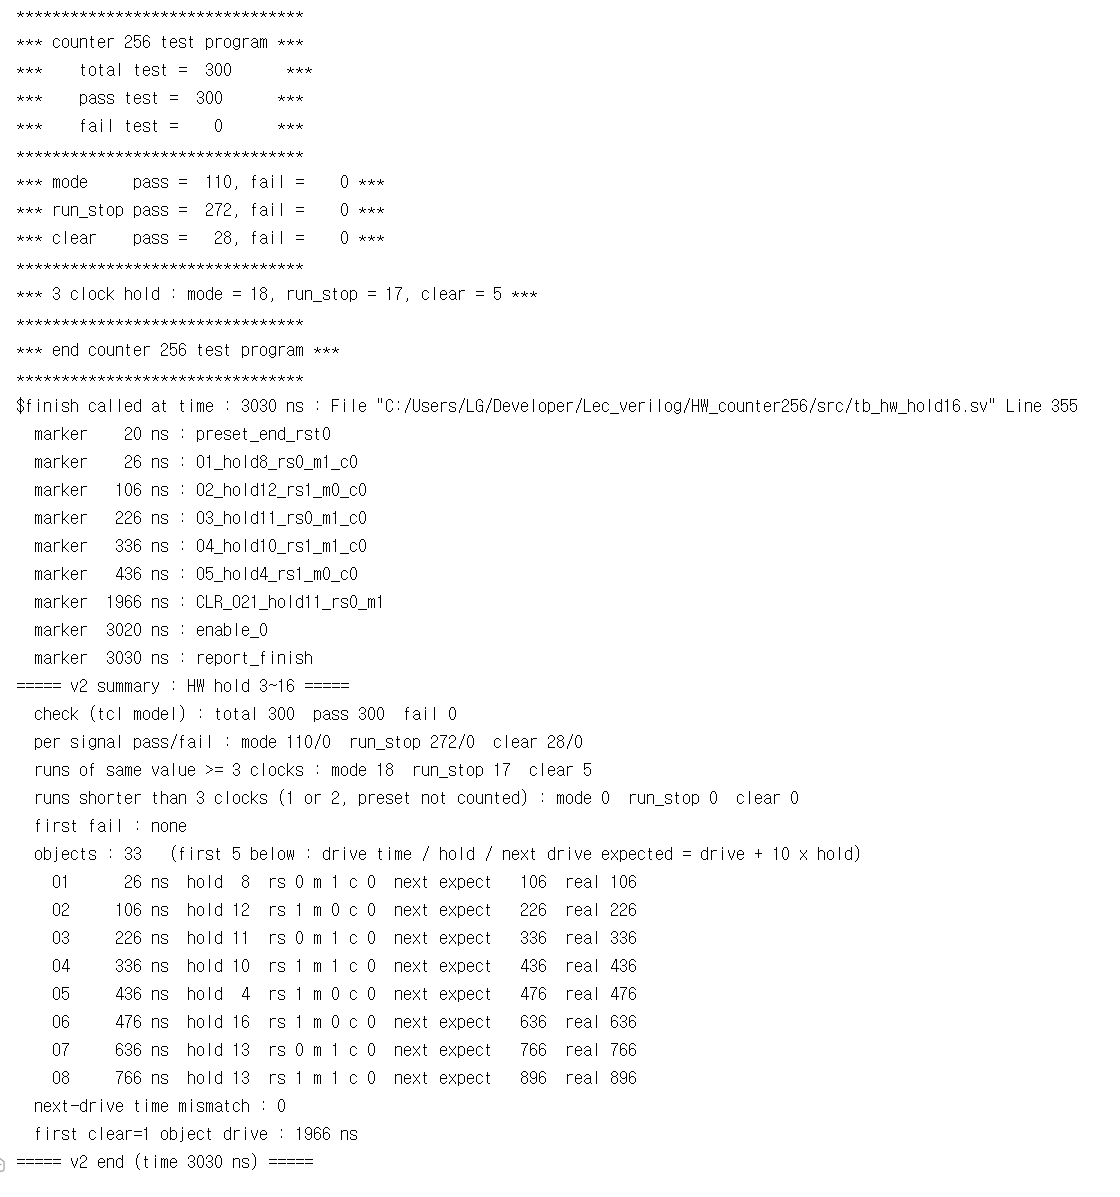 ********************************
*** counter 256 test program ***
***    total test =  300      ***
***    pass test =  300      ***
***    fail test =    0      ***
********************************
*** mode     pass =  110, fail =    0 ***
*** run_stop pass =  272, fail =    0 ***
*** clear    pass =   28, fail =    0 ***
********************************
*** 3 clock hold : mode = 18, run_stop = 17, clear = 5 ***
********************************
*** end counter 256 test program ***
********************************
$finish called at time : 3030 ns : File "C:/Users/LG/Developer/Lec_verilog/HW_counter256/src/tb_hw_hold16.sv" Line 355
  marker    20 ns : preset_end_rst0
  marker    26 ns : 01_hold8_rs0_m1_c0
  marker   106 ns : 02_hold12_rs1_m0_c0
  marker   226 ns : 03_hold11_rs0_m1_c0
  marker   336 ns : 04_hold10_rs1_m1_c0
  marker   436 ns : 05_hold4_rs1_m0_c0
  marker  1966 ns : CLR_021_hold11_rs0_m1
  marker  3020 ns : enable_0
  marker  3030 ns : report_finish
===== v2 summary : HW hold 3~16 =====
  check (tcl model) : total 300  pass 300  fail 0
  per signal pass/fail : mode 110/0  run_stop 272/0  clear 28/0
  runs of same value >= 3 clocks : mode 18  run_stop 17  clear 5
  runs shorter than 3 clocks (1 or 2, preset not counted) : mode 0  run_stop 0  clear 0
  first fail : none
  objects : 33   (first 5 below : drive time / hold / next drive expected = drive + 10 x hold)
    01     26 ns  hold  8  rs 0 m 1 c 0  next expect   106  real 106
    02    106 ns  hold 12  rs 1 m 0 c 0  next expect   226  real 226
    03    226 ns  hold 11  rs 0 m 1 c 0  next expect   336  real 336
    04    336 ns  hold 10  rs 1 m 1 c 0  next expect   436  real 436
    05    436 ns  hold  4  rs 1 m 0 c 0  next expect   476  real 476
    06    476 ns  hold 16  rs 1 m 0 c 0  next expect   636  real 636
    07    636 ns  hold 13  rs 0 m 1 c 0  next expect   766  real 766
    08    766 ns  hold 13  rs 1 m 1 c 0  next expect   896  real 896
  next-drive time mismatch : 0
  first clear=1 object drive : 1966 ns
===== v2 end (time 3030 ns) =====